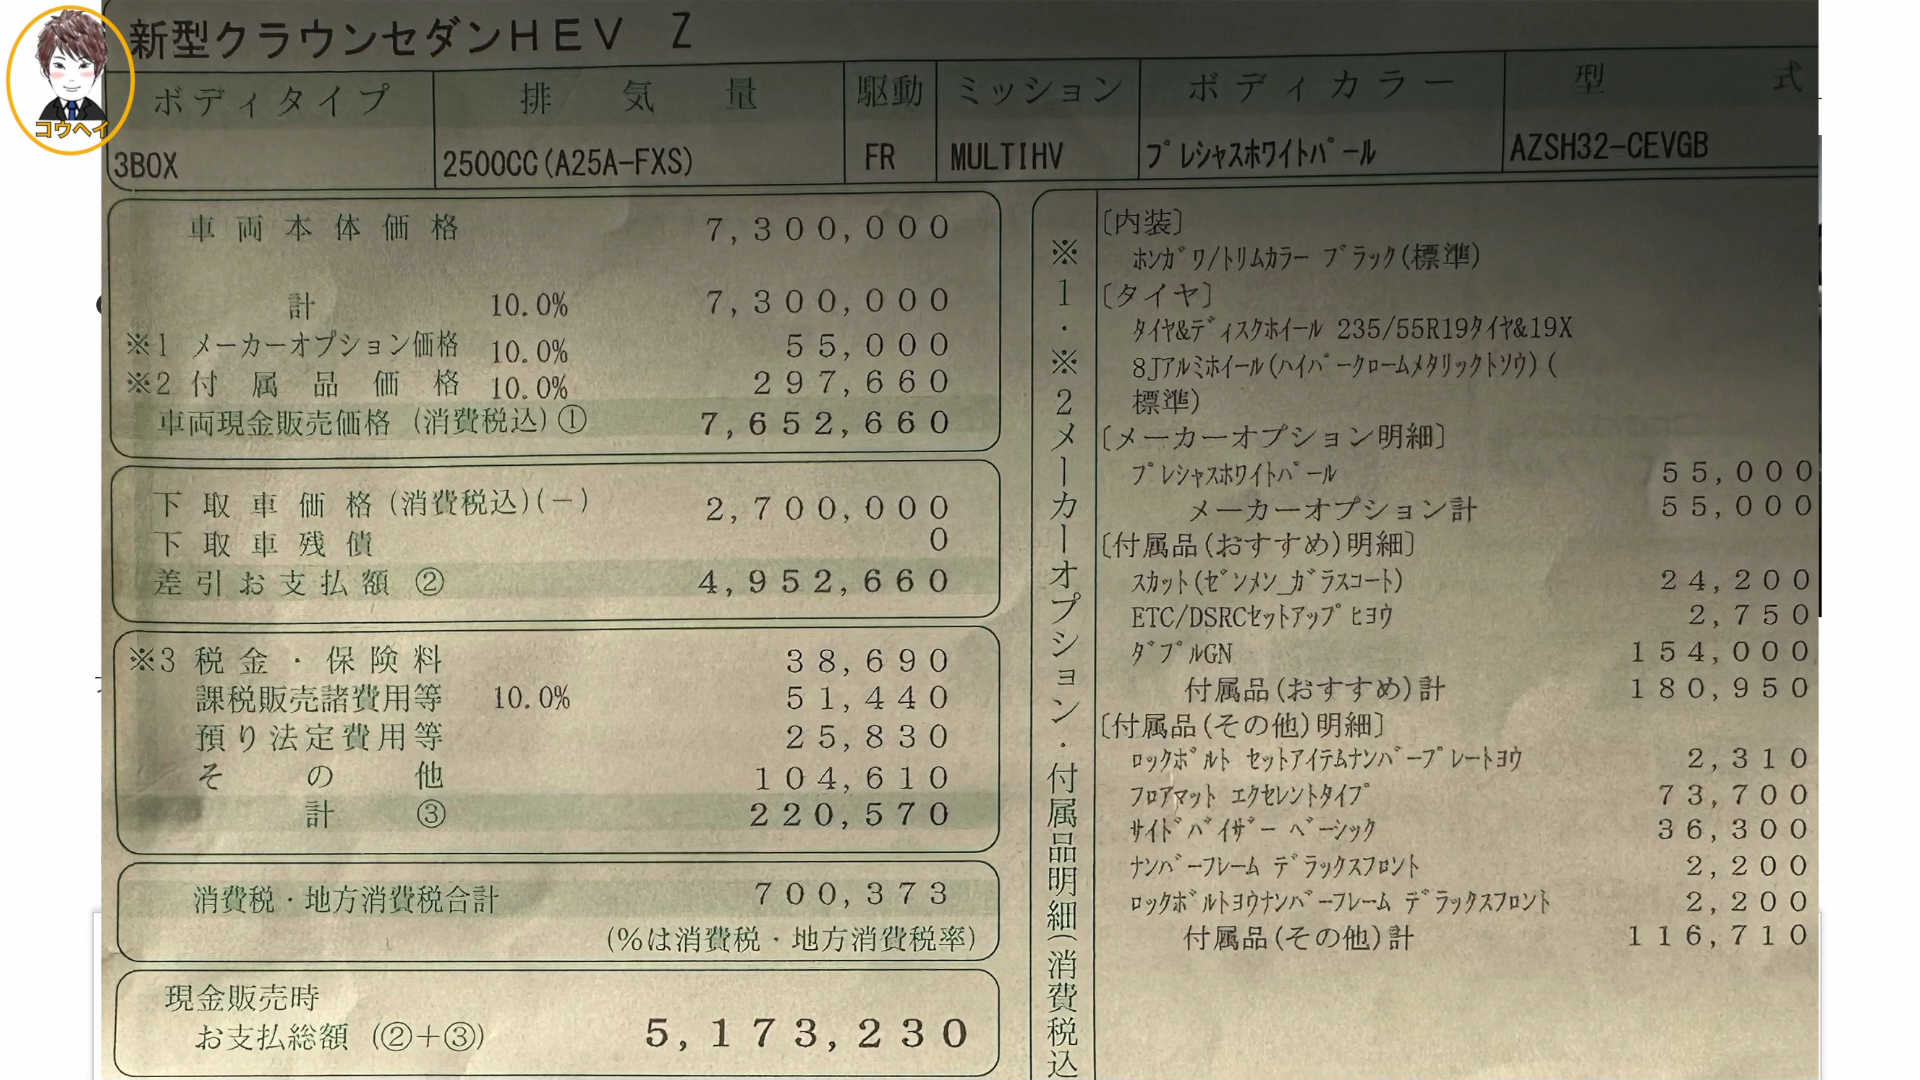 新型クラウンセダンHEV Z
コウヘイ
ボディタイプ 排気量 駆動 ミッション ボディカラー 型式
3BOX 2500CC(A25A-FXS) FR MULTIHV プレシャスホワイトパール AZSH32-CEVGB
車両本体価格 7,300,000
計 10.0% 7,300,000
※1 メーカーオプション価格 10.0% 55,000
※2 付属品価格 10.0% 297,660
車両現金販売価格 (消費税込)① 7,652,660
下取車価格(消費税込)(-) 2,700,000
下取車残債 0
差引お支払額 ② 4,952,660
※3 税金・保険料 38,690
課税販売諸費用等 10.0% 51,440
預り法定費用等 25,830
その他 104,610
計 ③ 220,570
消費税・地方消費税合計 700,373
(%は消費税・地方消費税率)
現金販売時
お支払総額 (②+③) 5,173,230
※1・※2メーカーオプション・付属品明細(消費税込
[内装]
ホンガワ/トリムカラー ブラック(標準)
[タイヤ]
タイヤ&ディスクホイール 235/55R19タイヤ&19X
8Jアルミホイール(ハイパークロームメタリックトソウ)(
標準)
[メーカーオプション明細]
プレシャスホワイトパール 55,000
メーカーオプション計 55,000
[付属品(おすすめ)明細]
スカット(ゼンメン_ガラスコート) 24,200
ETC/DSRCセットアップヒヨウ 2,750
ダブルGN 154,000
付属品(おすすめ)計 180,950
[付属品(その他)明細]
ロックボルト セットアイテムナンバープレートヨウ 2,310
フロアマット エクセレントタイプ 73,700
サイドバイザー ベーシック 36,300
ナンバーフレーム デラックスフロント 2,200
ロックボルトヨウナンバーフレーム デラックスフロント 2,200
付属品(その他)計 116,710